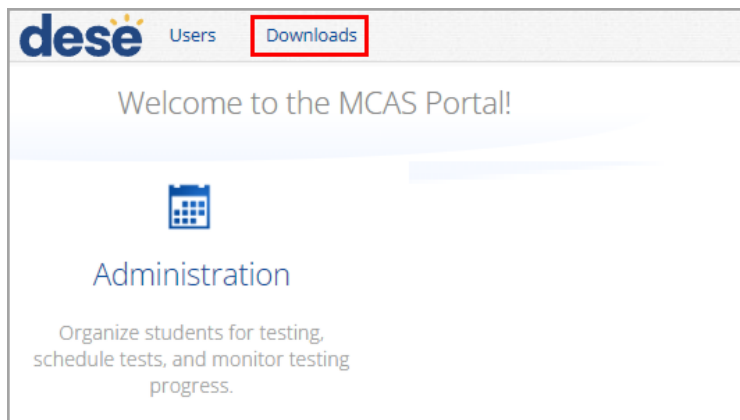 dese Users Downloads
Welcome to the MCAS Portal!
Administration
Organize students for testing,
schedule tests, and monitor testing
progress.